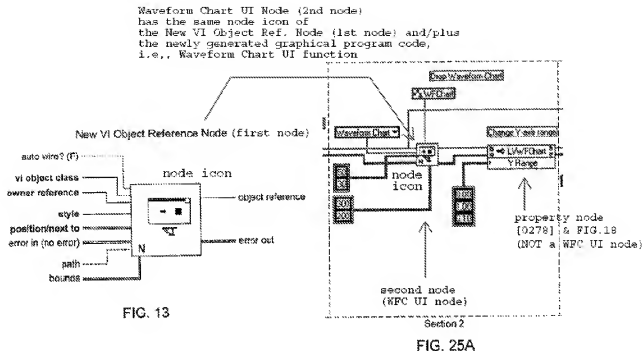 Waveform Chart UI Node (2nd node)
has the same node icon of
the New VI Object Ref. Node (1st node) and/plus
the newly generated graphical program code,
i.e,, Waveform Chart UI function
New VI Object Reference Node (first node)
auto wire? (F)
vi object class
owner reference
style
position/next to
error in (no error)
path
bounds
node icon
N
object reference
error out
FIG. 13
Drop Waveform Chart
WFChart
Waveform Chart
node
icon
Change Y axis range
LVWFChart
Y Range
property node
[0278] & FIG.18
(NOT a WFC UI node)
second node
(WFC UI node)
Section 2
FIG. 25A